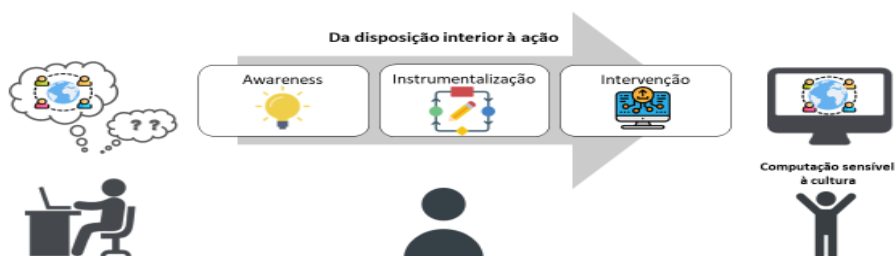 Da disposição interior à ação
Awareness
Instrumentalização
Intervenção
? ?
Computação sensível
à cultura